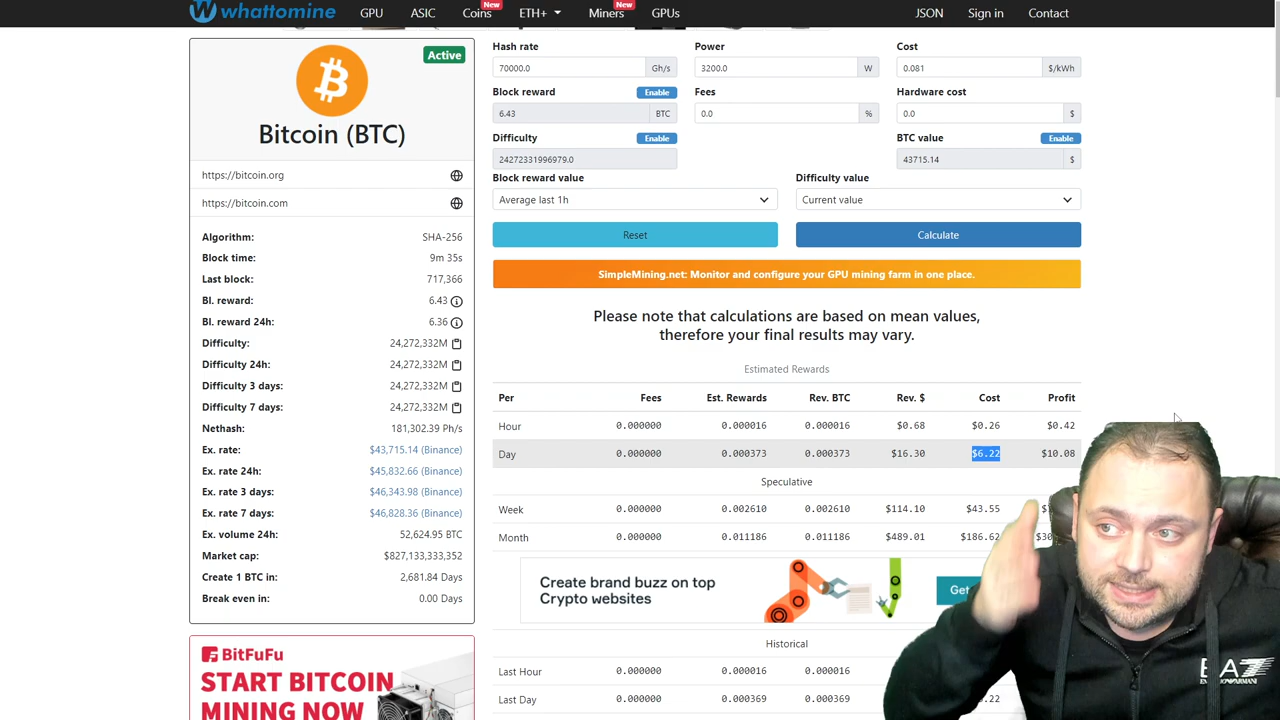 whattomine
GPU
ASIC
Coins
New
ETH+
Miners
New
GPUs
JSON
Sign in
Contact
Active
Bitcoin (BTC)
https://bitcoin.org
https://bitcoin.com
Algorithm: SHA-256
Block time: 9m 35s
Last block: 717,366
Bl. reward: 6.43
Bl. reward 24h: 6.36
Difficulty: 24,272,332M
Difficulty 24h: 24,272,332M
Difficulty 3 days: 24,272,332M
Difficulty 7 days: 24,272,332M
Nethash: 181,302.39 Ph/s
Ex. rate: $43,715.14 (Binance)
Ex. rate 24h: $45,832.66 (Binance)
Ex. rate 3 days: $46,343.98 (Binance)
Ex. rate 7 days: $46,828.36 (Binance)
Ex. volume 24h: 52,624.95 BTC
Market cap: $827,133,333,352
Create 1 BTC in: 2,681.84 Days
Break even in: 0.00 Days
BitFuFu
START BITCOIN
MINING NOW
Hash rate Power Cost
70000.0 Gh/s 3200.0 W 0.081 $/kWh
Block reward Enable Fees Hardware cost
6.43 BTC 0.0 % 0.0 $
Difficulty Enable BTC value Enable
24272331996979.0 43715.14 $
Block reward value Difficulty value
Average last 1h Current value
Reset Calculate
SimpleMining.net: Monitor and configure your GPU mining farm in one place.
Please note that calculations are based on mean values,
therefore your final results may vary.
Estimated Rewards
Per Fees Est. Rewards Rev. BTC Rev. $ Cost Profit
Hour 0.000000 0.000016 0.000016 $0.68 $0.26 $0.42
Day 0.000000 0.000373 0.000373 $16.30 $6.22 $10.08
Speculative
Week 0.000000 0.002610 0.002610 $114.10 $43.55
Month 0.000000 0.011186 0.011186 $489.01 $186.62
Create brand buzz on top
Crypto websites
Get
Historical
Last Hour 0.000000 0.000016 0.000016
Last Day 0.000000 0.000369 0.000369
EA7